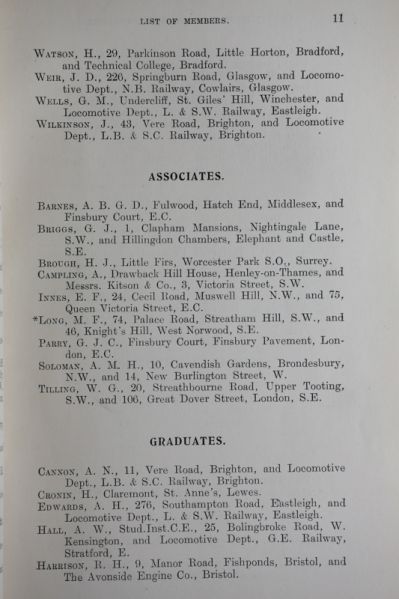 LIST OF MEMBERS. 11
WATSON, H., 29, Parkinson Road, Little Horton, Bradford,
and Technical College, Bradford.
WEIR, J. D., 226, Springburn Road, Glasgow, and Locomo-
tive Dept., N.B. Railway, Cowlairs, Glasgow.
WELLS, G. M., Undercliff, St. Giles' Hill, Winchester, and
Locomotive Dept., L. & S.W. Railway, Eastleigh.
WILKINSON, J., 43, Vere Road, Brighton, and Locomotive
Dept., L.B. & S.C. Railway, Brighton.
ASSOCIATES.
BARNES, A. B. G. D., Fulwood, Hatch End, Middlesex, and
Finsbury Court, E.C.
BRIGGS, G. J., 1, Clapham Mansions, Nightingale Lane,
S.W., and Hillingdon Chambers, Elephant and Castle,
S.E.
BROUGH, H. J., Little Firs, Worcester Park S.O., Surrey.
CAMPLING, A., Drawback Hill House, Henley-on-Thames, and
Messrs. Kitson & Co., 3, Victoria Street, S.W.
INNES, E. F., 24, Cecil Road, Muswell Hill, N.W., and 75,
Queen Victoria Street, E.C.
*LONG, M. F., 74, Palace Road, Streatham Hill, S.W., and
46, Knight's Hill, West Norwood, S.E.
PARRY, G. J. C., Finsbury Court, Finsbury Pavement, Lon-
don, E.C.
SOLOMAN, A. M. H., 10, Cavendish Gardens, Brondesbury,
N.W., and 14, New Burlington Street, W.
TILLING, W. G., 20, Streathbourne Road, Upper Tooting,
S.W., and 106, Great Dover Street, London, S.E.
GRADUATES.
CANNON, A. N., 11, Vere Road, Brighton, and Locomotive
Dept., L.B. & S.C. Railway, Brighton.
CRONIN, H., Claremont, St. Anne's, Lewes.
EDWARDS, A. H., 276, Southampton Road, Eastleigh, and
Locomotive Dept., L. & S.W. Railway, Eastleigh.
HALL, A. W., Stud.Inst.C.E., 25, Bolingbroke Road, W.
Kensington, and Locomotive Dept., G.E. Railway,
Stratford, E.
HARRISON, R. H., 9, Manor Road, Fishponds, Bristol, and
The Avonside Engine Co., Bristol.